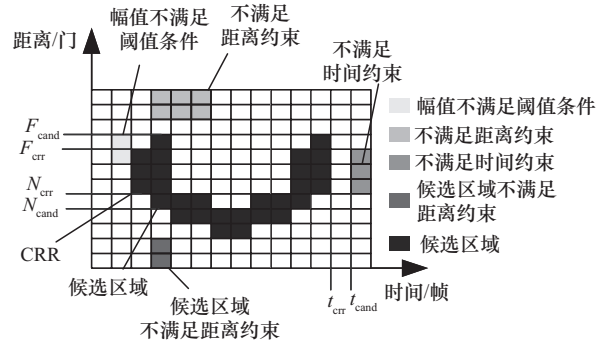 幅值不满足
阈值条件
不满足
距离约束
距离/门
不满足
时间约束
幅值不满足阈值条件
不满足距离约束
不满足时间约束
候选区域不满足
距离约束
候选区域
F_cand
F_crr
N_crr
N_cand
CRR
候选区域
候选区域
不满足距离约束
t_crr t_cand
时间/帧